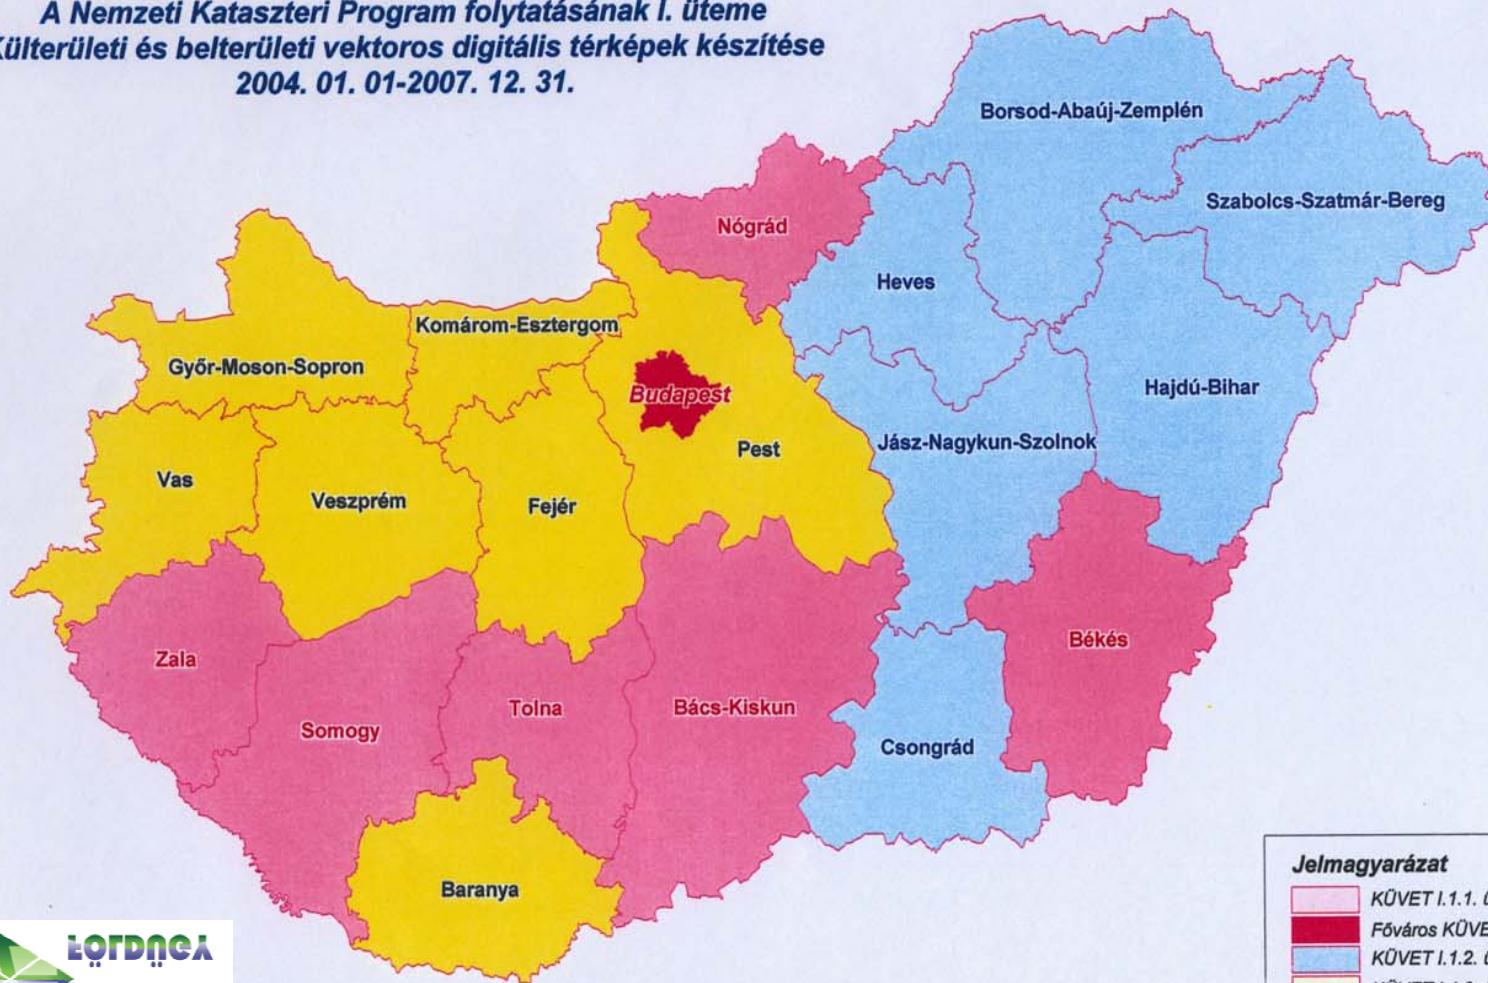 A Nemzeti Kataszteri Program folytatásának I. üteme
Külterületi és belterületi vektoros digitális térképek készítése
2004. 01. 01-2007. 12. 31.
Borsod-Abaúj-Zemplén
Szabolcs-Szatmár-Bereg
Nógrád
Heves
Komárom-Esztergom
Győr-Moson-Sopron
Budapest
Hajdú-Bihar
Jász-Nagykun-Szolnok
Pest
Vas
Veszprém
Fejér
Békés
Zala
Tolna
Bács-Kiskun
Somogy
Csongrád
Baranya
Jelmagyarázat
KÜVET I.1.1. ü
Főváros KÜVE
KÜVET I.1.2. ü